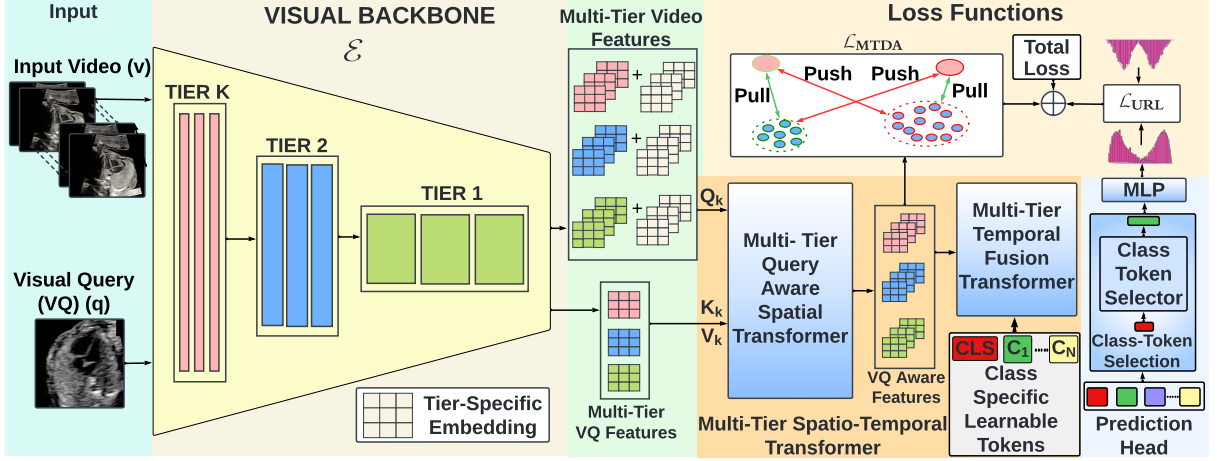 Input
VISUAL BACKBONE
ℰ
Multi-Tier Video
Features
Loss Functions
Input Video (v)
TIER K
TIER 2
TIER 1
Visual Query
(VQ) (q)
+
+
+
Tier-Specific
Embedding
Multi-Tier
VQ Features
ℒMTDA
Push
Push
Pull
Pull
Total
Loss
ℒURL
Qk
Kk
Vk
Multi- Tier
Query
Aware
Spatial
Transformer
VQ Aware
Features
Multi-Tier
Temporal
Fusion
Transformer
CLS
C1
CN
Class
Specific
Learnable
Tokens
Multi-Tier Spatio-Temporal
Transformer
MLP
Class
Token
Selector
Class-Token
Selection
Prediction
Head